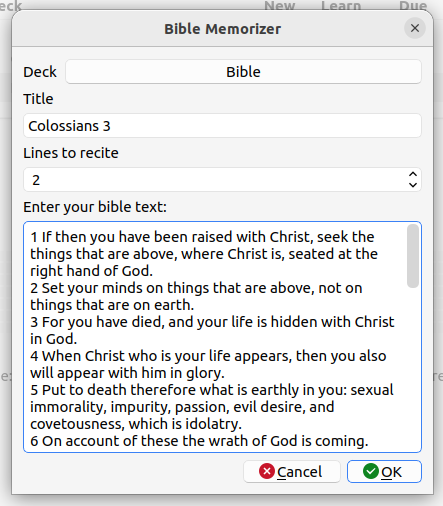 eck New Learn Due
Bible Memorizer
Deck Bible
Title
Colossians 3
Lines to recite
2
Enter your bible text:
1 If then you have been raised with Christ, seek the
things that are above, where Christ is, seated at the
right hand of God.
2 Set your minds on things that are above, not on
things that are on earth.
3 For you have died, and your life is hidden with Christ
in God.
4 When Christ who is your life appears, then you also
will appear with him in glory.
5 Put to death therefore what is earthly in you: sexual
immorality, impurity, passion, evil desire, and
covetousness, which is idolatry.
6 On account of these the wrath of God is coming.
Cancel OK